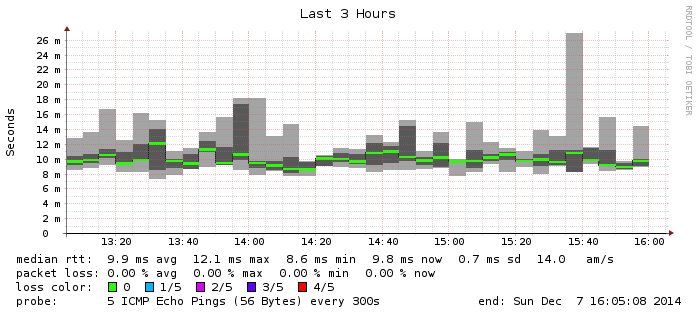 Last 3 Hours
RRDTOOL / TOBI OETIKER
Seconds
26 m
24 m
22 m
20 m
18 m
16 m
14 m
12 m
10 m
8 m
6 m
4 m
2 m
0
13:20 13:40 14:00 14:20 14:40 15:00 15:20 15:40 16:00
median rtt: 9.9 ms avg 12.1 ms max 8.6 ms min 9.8 ms now 0.7 ms sd 14.0 am/s
packet loss: 0.00 % avg 0.00 % max 0.00 % min 0.00 % now
loss color: 0 1/5 2/5 3/5 4/5
probe: 5 ICMP Echo Pings (56 Bytes) every 300s end: Sun Dec 7 16:05:08 2014